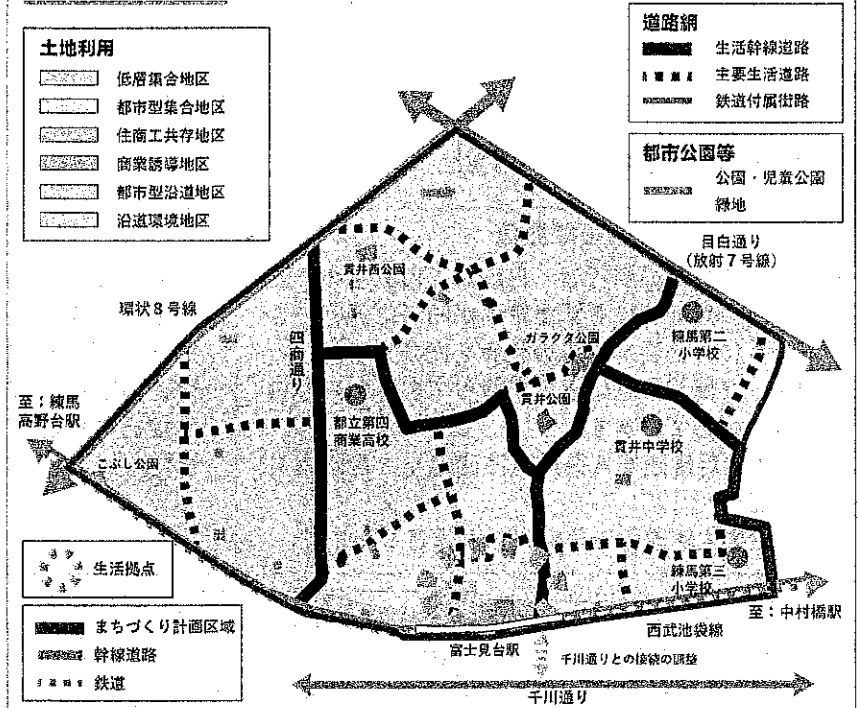 土地利用
低層集合地区
都市型集合地区
住商工共存地区
商業誘導地区
都市型沿道地区
沿道環境地区
道路網
生活幹線道路
主要生活道路
鉄道付属街路
都市公園等
公園・児童公園
緑地
目白通り
(放射7号線)
環状8号線
貫井西公園
四商通り
ガラクタ公園
練馬第二
小学校
至：練馬
高野台駅
都立第四
商業高校
貫井公園
貫井中学校
こぶし公園
生活拠点
練馬第三
小学校
至：中村橋駅
まちづくり計画区域
幹線道路
鉄道
富士見台駅
西武池袋線
千川通りとの接続の調整
千川通り